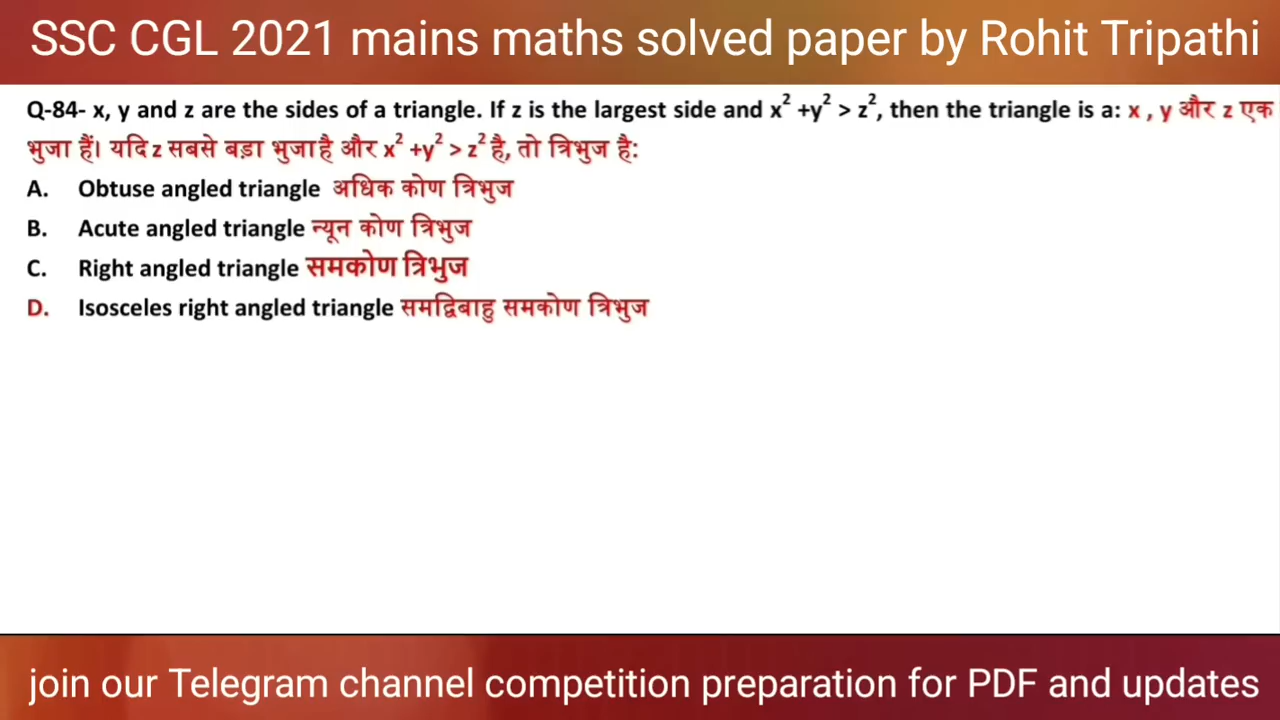 SSC CGL 2021 mains maths solved paper by Rohit Tripathi
Q-84- x, y and z are the sides of a triangle. If z is the largest side and x² +y² > z², then the triangle is a: x , y और z एक
भुजा हैं। यदि z सबसे बड़ा भुजा है और x² +y² > z² है, तो त्रिभुज है:
A. Obtuse angled triangle अधिक कोण त्रिभुज
B. Acute angled triangle न्यून कोण त्रिभुज
C. Right angled triangle समकोण त्रिभुज
D. Isosceles right angled triangle समद्विबाहु समकोण त्रिभुज
join our Telegram channel competition preparation for PDF and updates